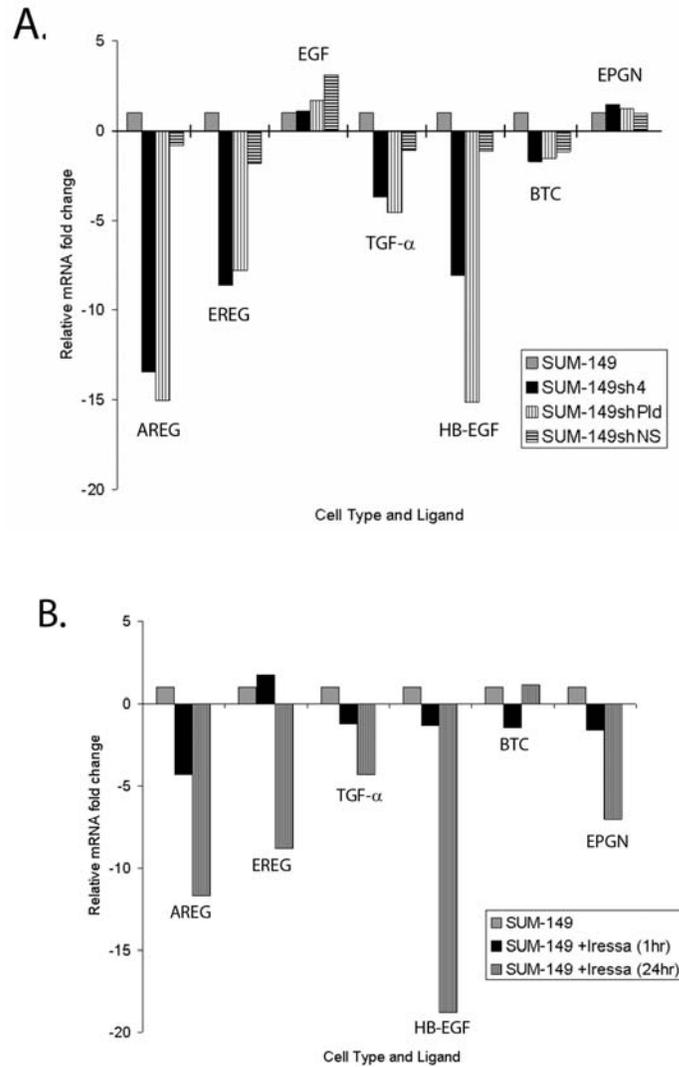 A.
5
0
-5
-10
-15
-20
Relative mRNA fold change
EGF
EPGN
BTC
TGF-α
EREG
AREG
HB-EGF
SUM-149
SUM-149sh4
SUM-149shPld
SUM-149shNS
Cell Type and Ligand
B.
5
0
-5
-10
-15
-20
Relative mRNA fold change
BTC
TGF-α
EREG
EPGN
AREG
HB-EGF
SUM-149
SUM-149 +Iressa (1hr)
SUM-149 +Iressa (24hr)
Cell Type and Ligand